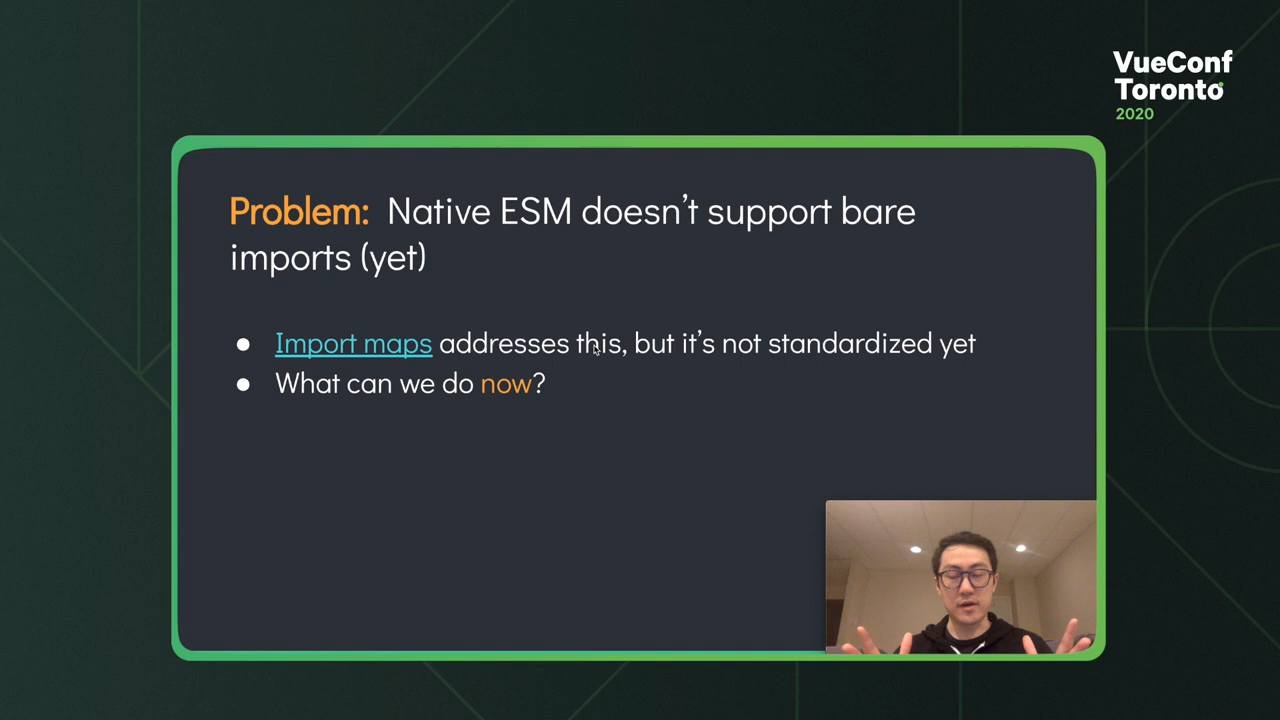 VueConf
Toronto
2020
Problem: Native ESM doesn’t support bare
imports (yet)
● Import maps addresses this, but it’s not standardized yet
● What can we do now?